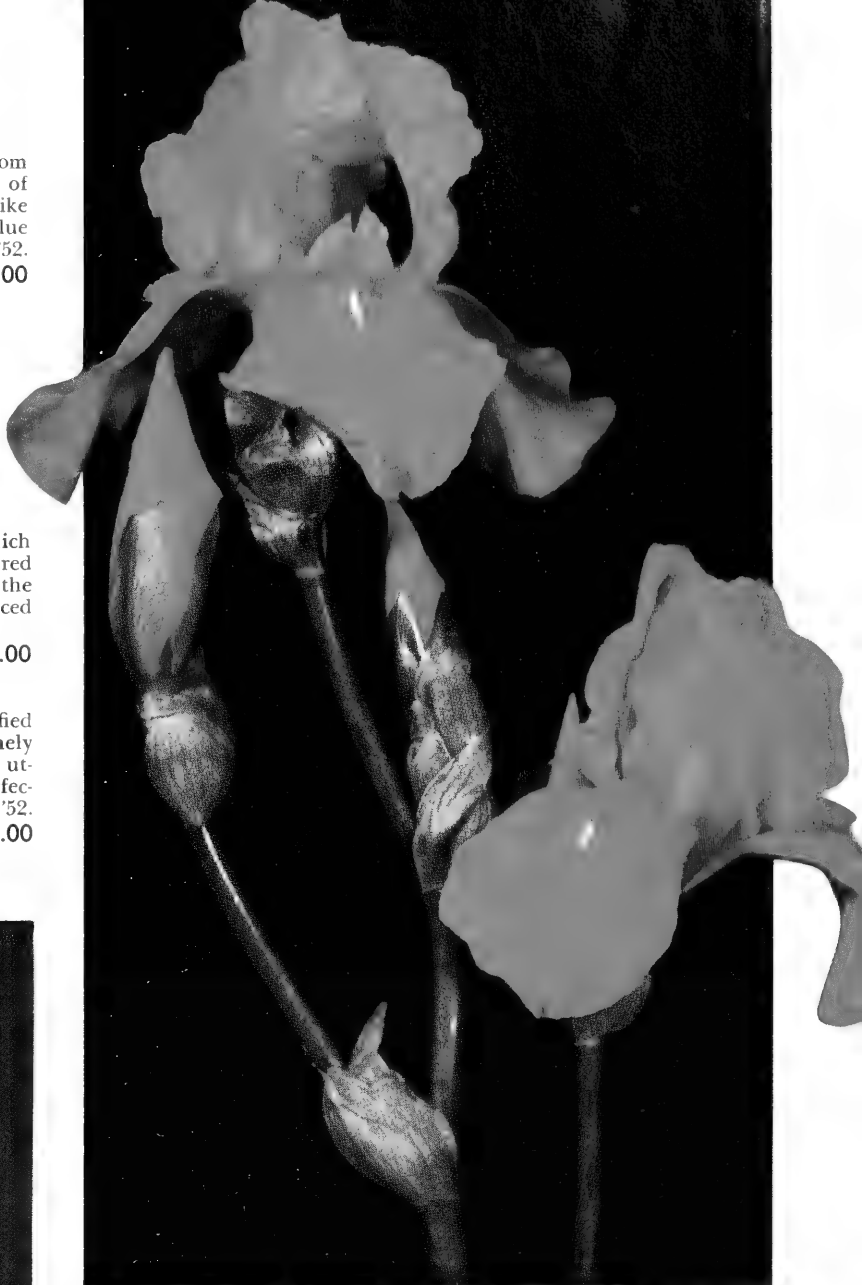 om
of
ike
lue
'52.
00
ich
red
the
ced
.00
fied
nely
ut-
fec-
'52.
.00